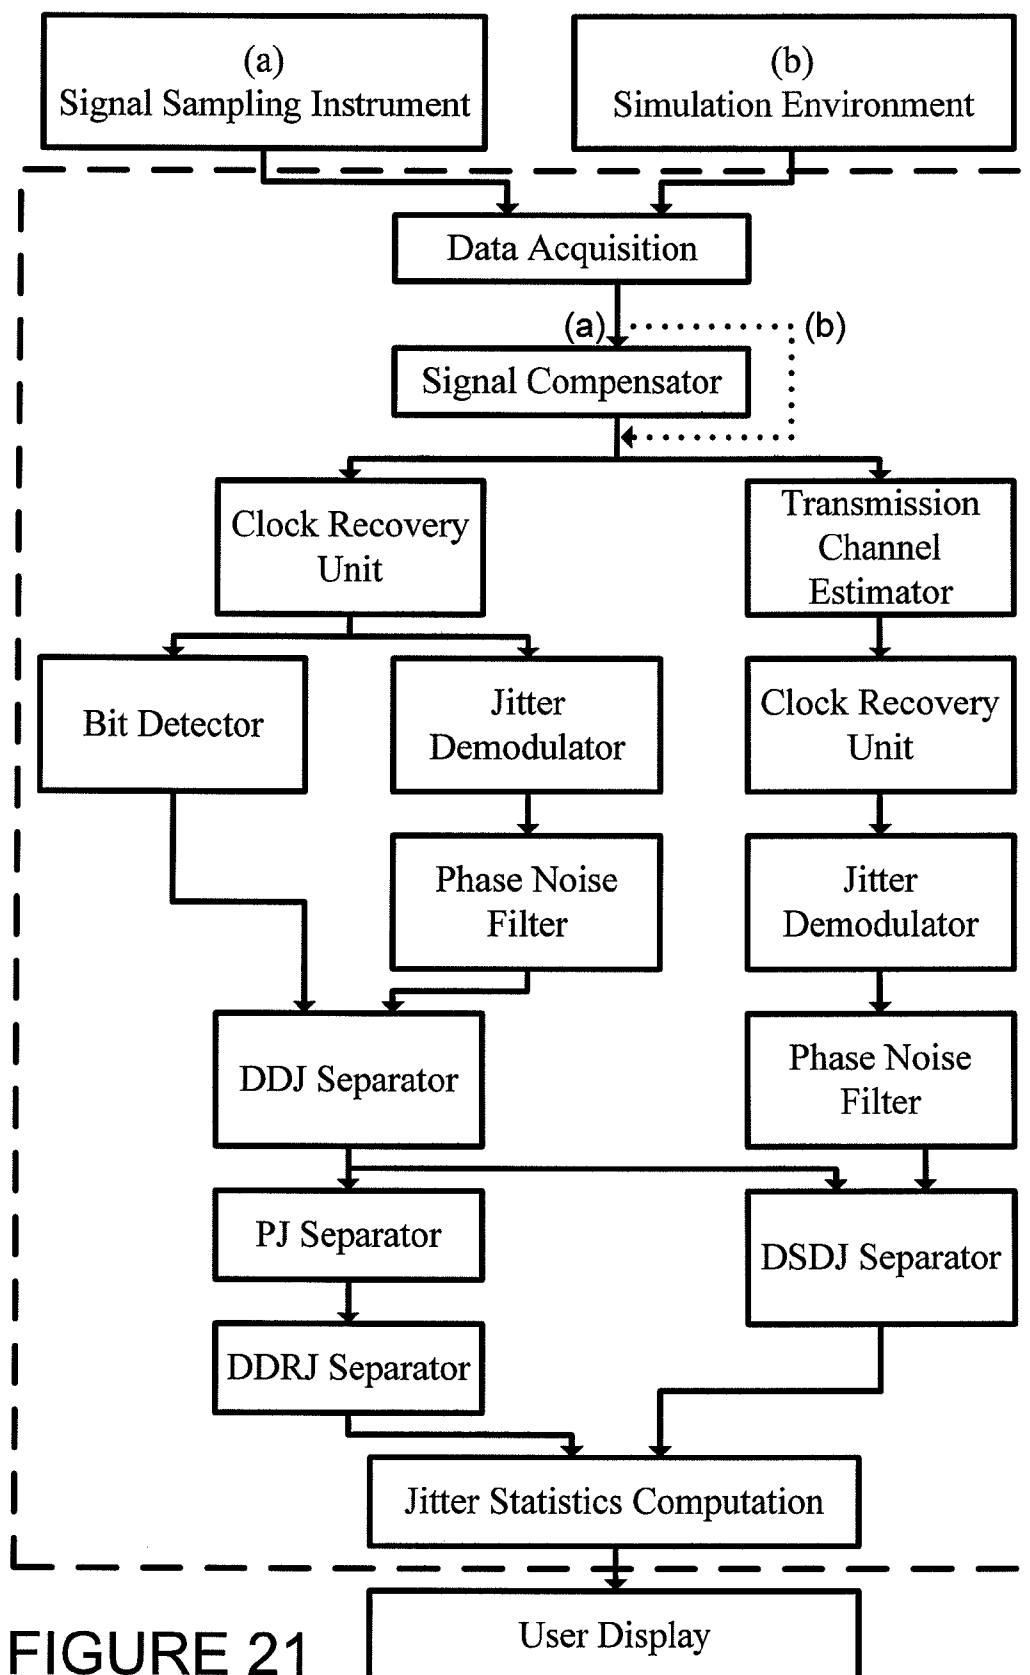 (a)
Signal Sampling Instrument
(b)
Simulation Environment
Data Acquisition
(a)
(b)
Signal Compensator
Clock Recovery
Unit
Transmission
Channel
Estimator
Bit Detector
Jitter
Demodulator
Clock Recovery
Unit
Phase Noise
Filter
Jitter
Demodulator
DDJ Separator
Phase Noise
Filter
PJ Separator
DSDJ Separator
DDRJ Separator
Jitter Statistics Computation
User Display
FIGURE 21